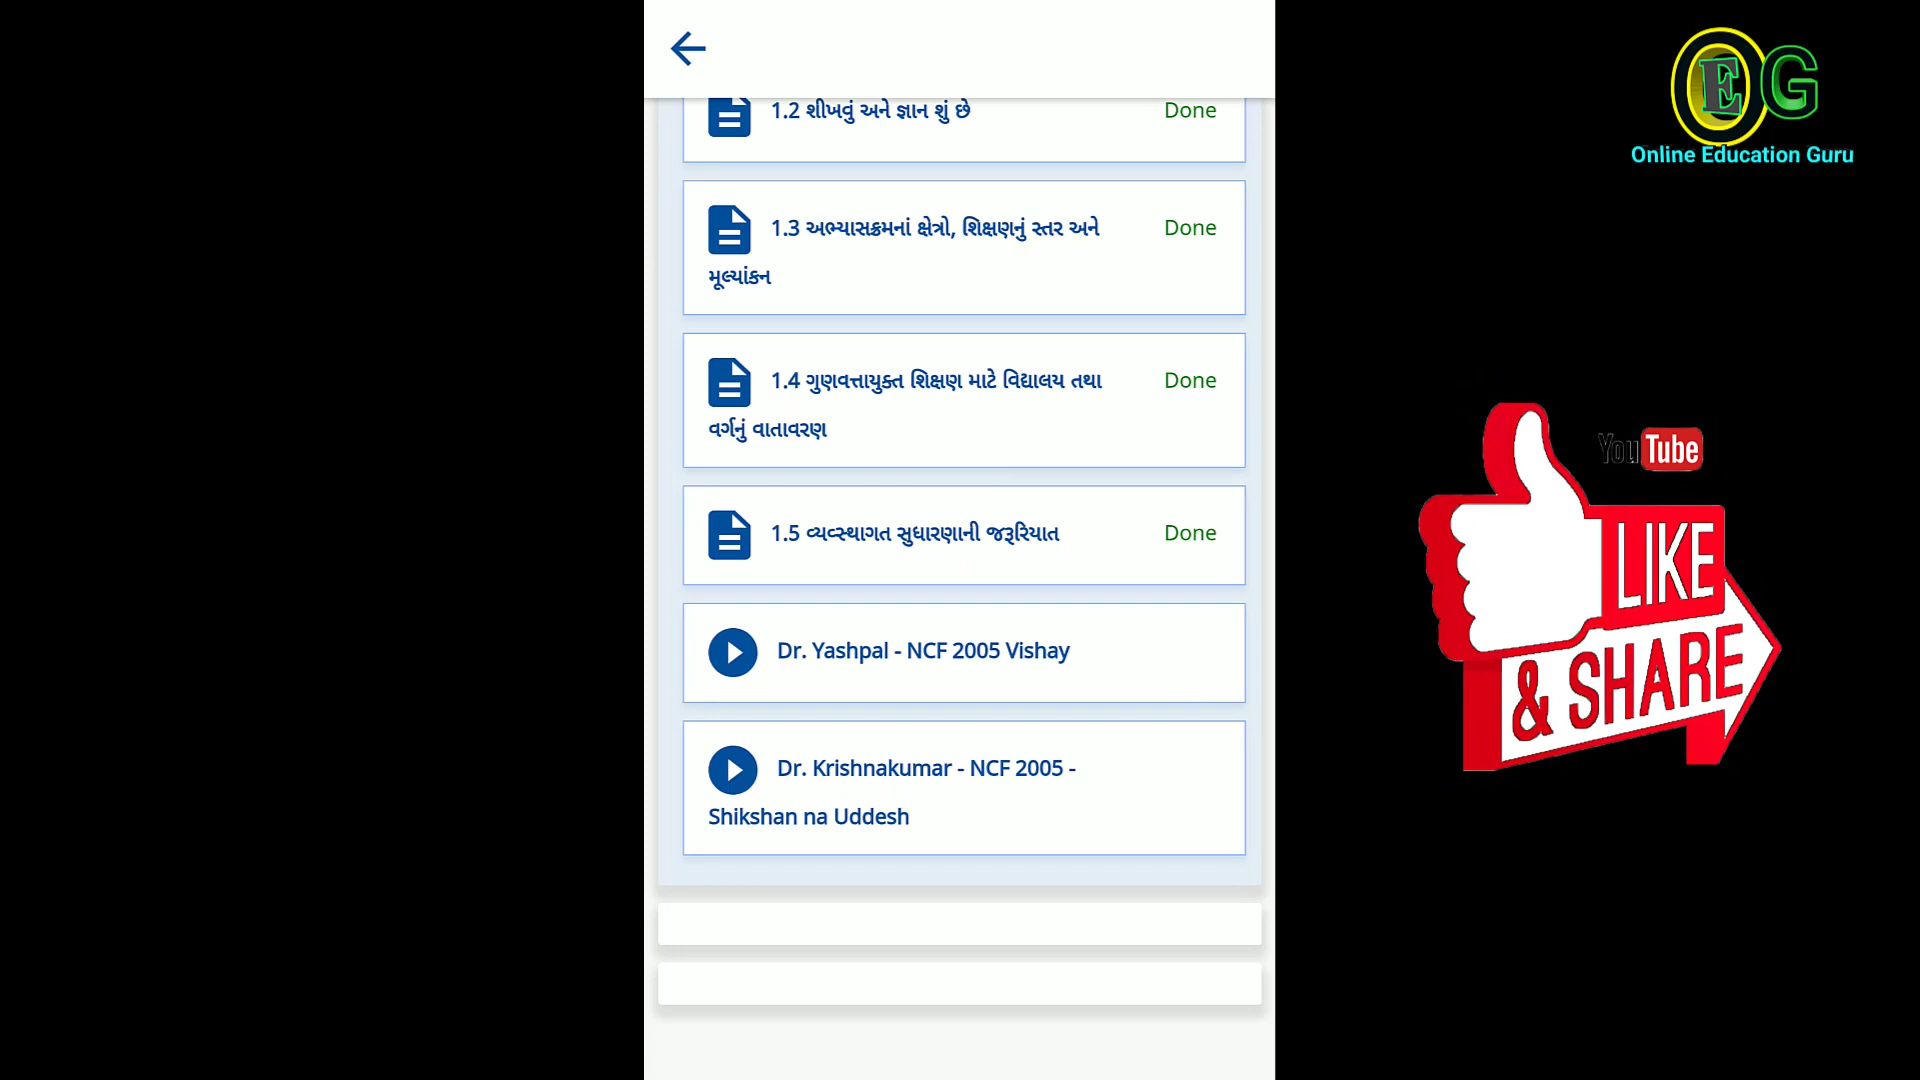 1.2 શીખવું અને જ્ઞાન શું છે Done
1.3 અભ્યાસક્રમનાં ક્ષેત્રો, શિક્ષણનું સ્તર અને Done
મૂલ્યાંકન
1.4 ગુણવત્તાયુક્ત શિક્ષણ માટે વિદ્યાલય તથા Done
વર્ગનું વાતાવરણ
1.5 વ્યવ્સ્થાગત સુધારણાની જરૂરિયાત Done
Dr. Yashpal - NCF 2005 Vishay
Dr. Krishnakumar - NCF 2005 -
Shikshan na Uddesh
OEG
Online Education Guru
YouTube
LIKE
& SHARE